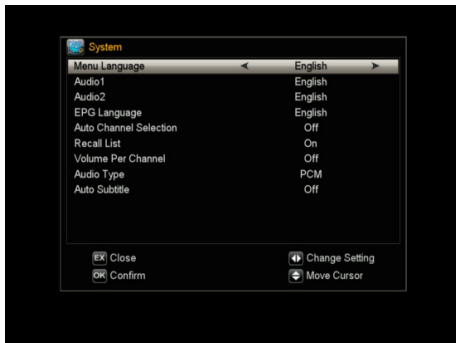 System
Menu Language English
Audio1 English
Audio2 English
EPG Language English
Auto Channel Selection Off
Recall List On
Volume Per Channel Off
Audio Type PCM
Auto Subtitle Off
EX Close Change Setting
OK Confirm Move Cursor